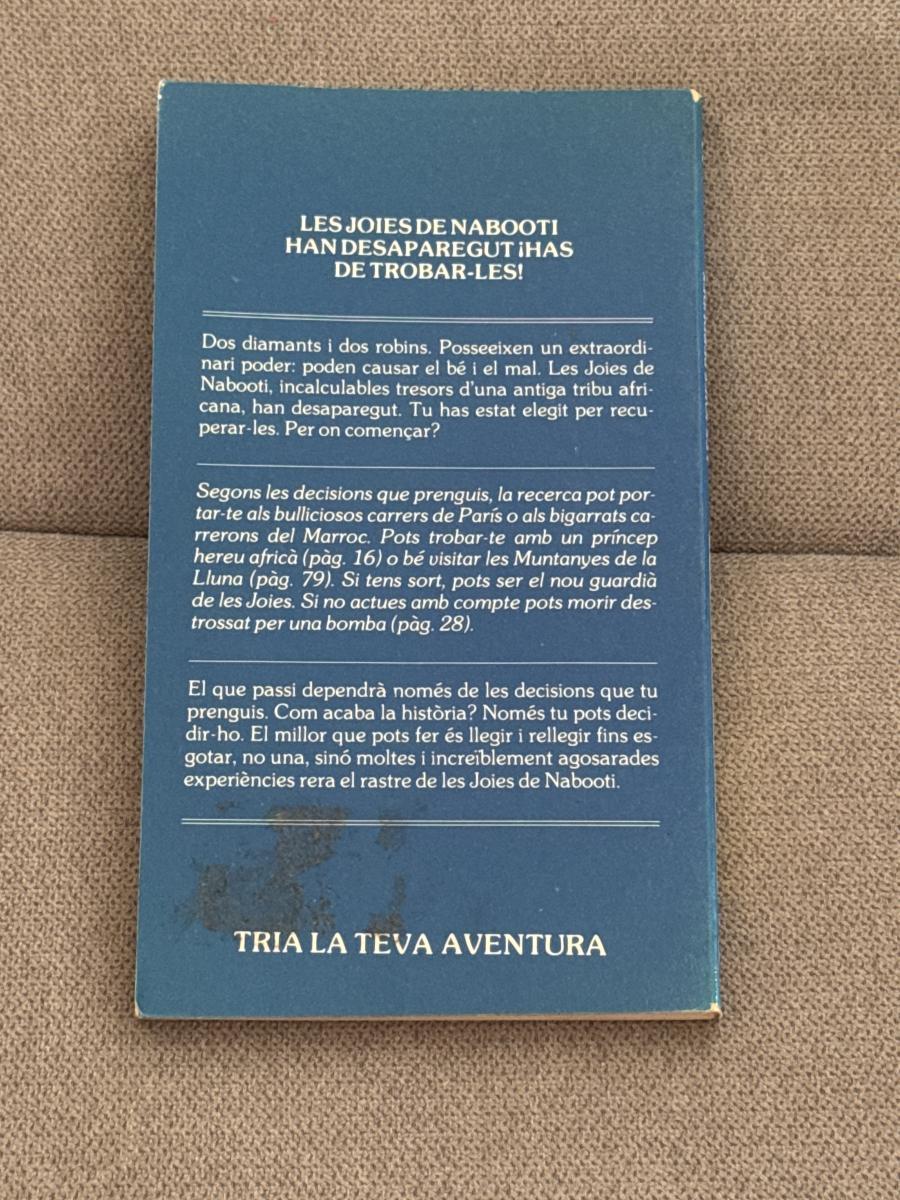 LES JOIES DE NABOOTI
HAN DESAPAREGUT ¡HAS
DE TROBAR-LES!
Dos diamants i dos robins. Posseeixen un extraordi-
nari poder: poden causar el bé i el mal. Les Joies de
Nabooti, incalculables tresors d'una antiga tribu afri-
cana, han desaparegut. Tu has estat elegit per recu-
perar-les. Per on començar?
Segons les decisions que prenguis, la recerca pot por-
tar-te als bulliciosos carrers de París o als bigarrats ca-
rrerons del Marroc. Pots trobar-te amb un príncep
hereu africà (pàg. 16) o bé visitar les Muntanyes de la
Lluna (pàg. 79). Si tens sort, pots ser el nou guardià
de les Joies. Si no actues amb compte pots morir des-
trossat per una bomba (pàg. 28).
El que passi dependrà només de les decisions que tu
prenguis. Com acaba la història? Només tu pots deci-
dir-ho. El millor que pots fer és llegir i rellegir fins es-
gotar, no una, sinó moltes i increïblement agosarades
experiències rera el rastre de les Joies de Nabooti.
TRIA LA TEVA AVENTURA